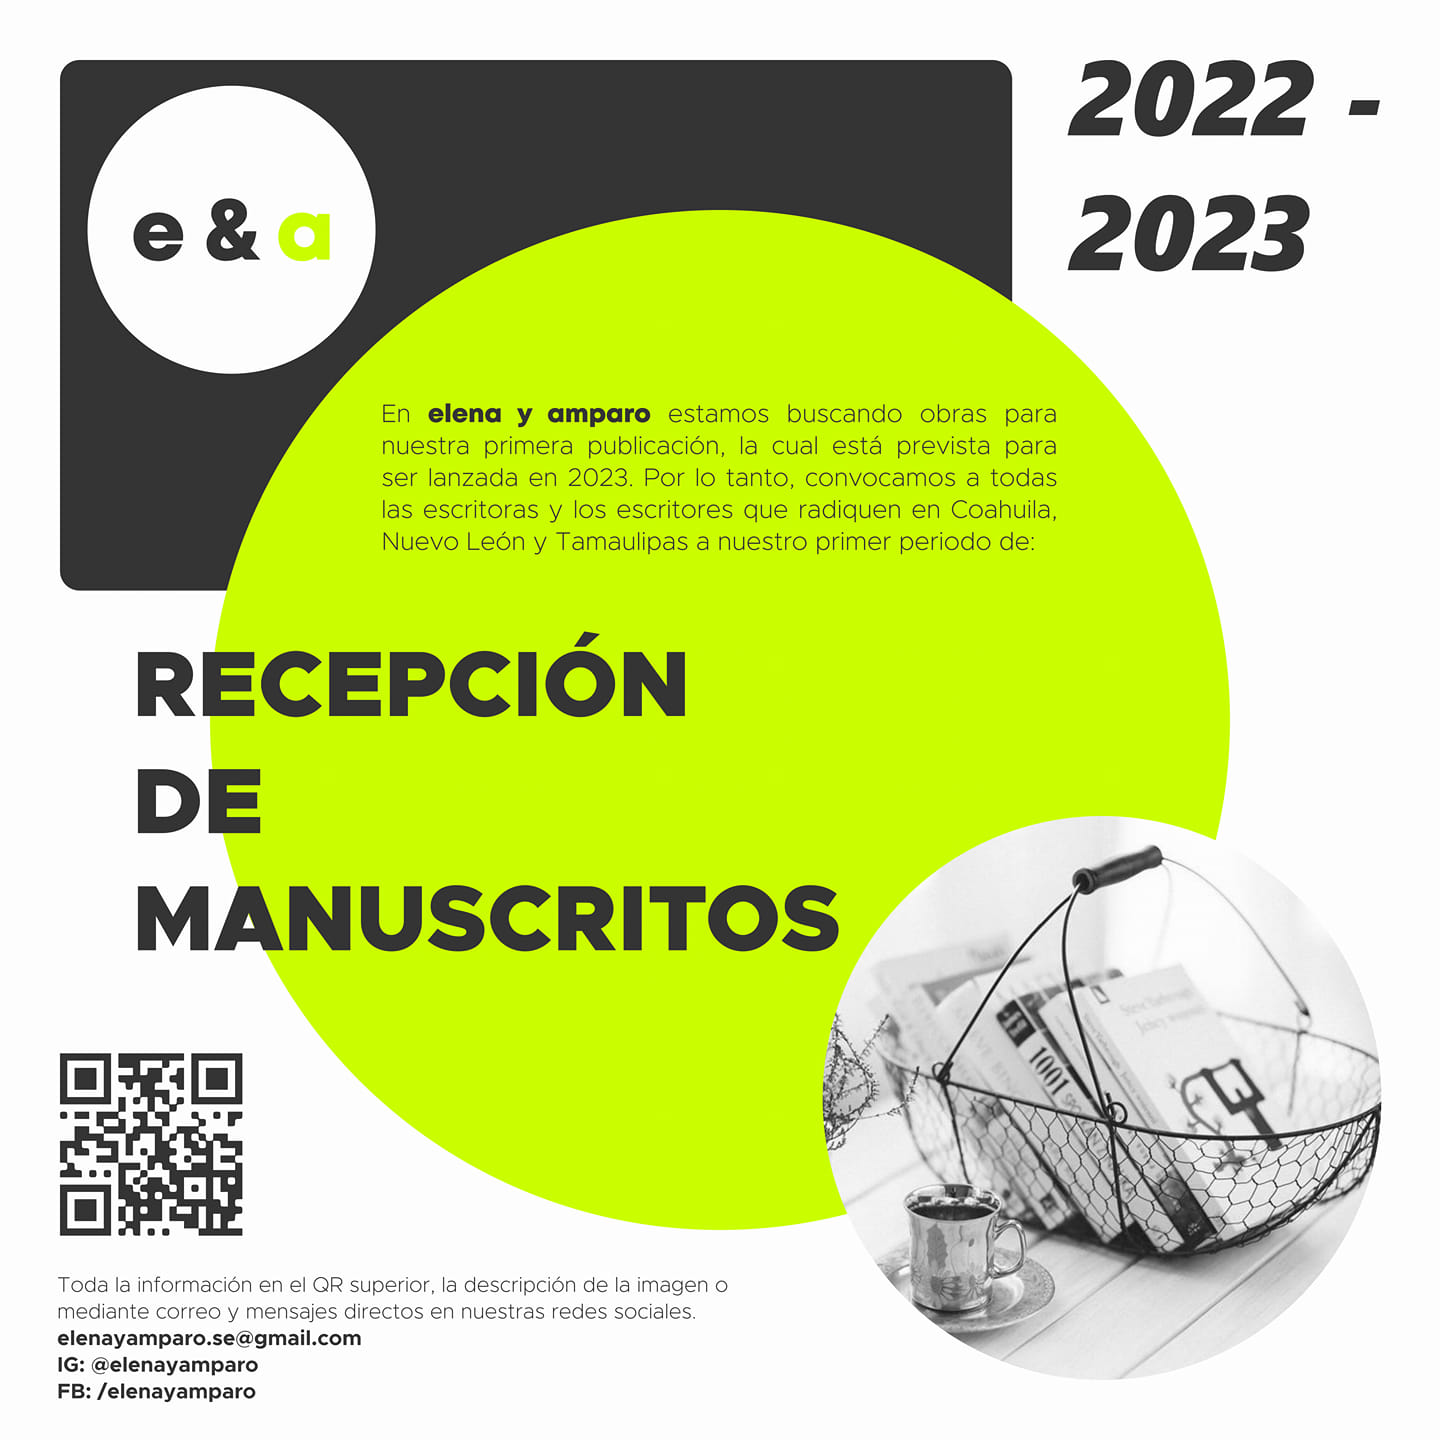 2022 -
2023
e & a
En elena y amparo estamos buscando obras para
nuestra primera publicación, la cual está prevista para
ser lanzada en 2023. Por lo tanto, convocamos a todas
las escritoras y los escritores que radiquen en Coahuila,
Nuevo León y Tamaulipas a nuestro primer periodo de:
RECEPCIÓN
DE
MANUSCRITOS
1001
Toda la información en el QR superior, la descripción de la imagen o
mediante correo y mensajes directos en nuestras redes sociales.
elenayamparo.se@gmail.com
IG: @elenayamparo
FB: /elenayamparo